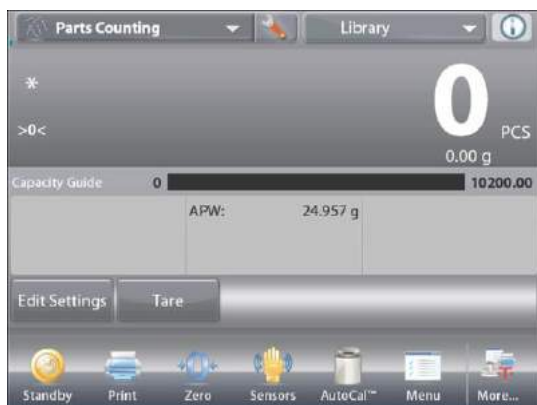 Parts Counting Library
*
>0<
0 PCS
0.00 g
Capacity Guide 0 10200.00
APW: 24.957 g
Edit Settings Tare
Standby Print Zero Sensors AutoCal™ Menu More...